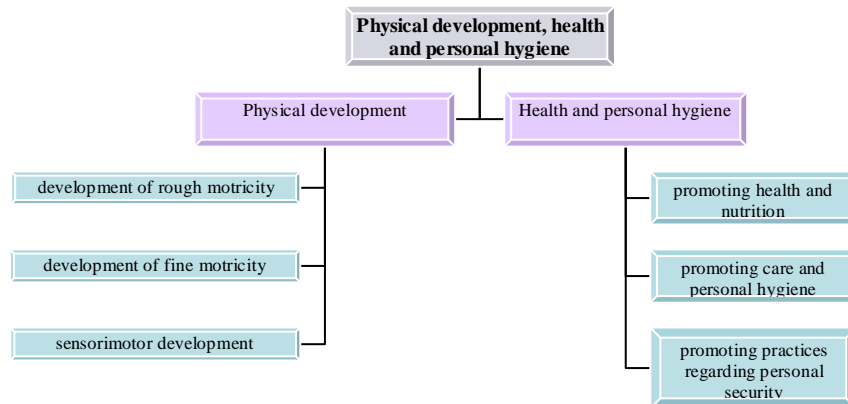 Physical development, health
and personal hygiene
Physical development
Health and personal hygiene
development of rough motricity
development of fine motricity
sensorimotor development
promoting health and
nutrition
promoting care and
personal hygiene
promoting practices
regarding personal
security